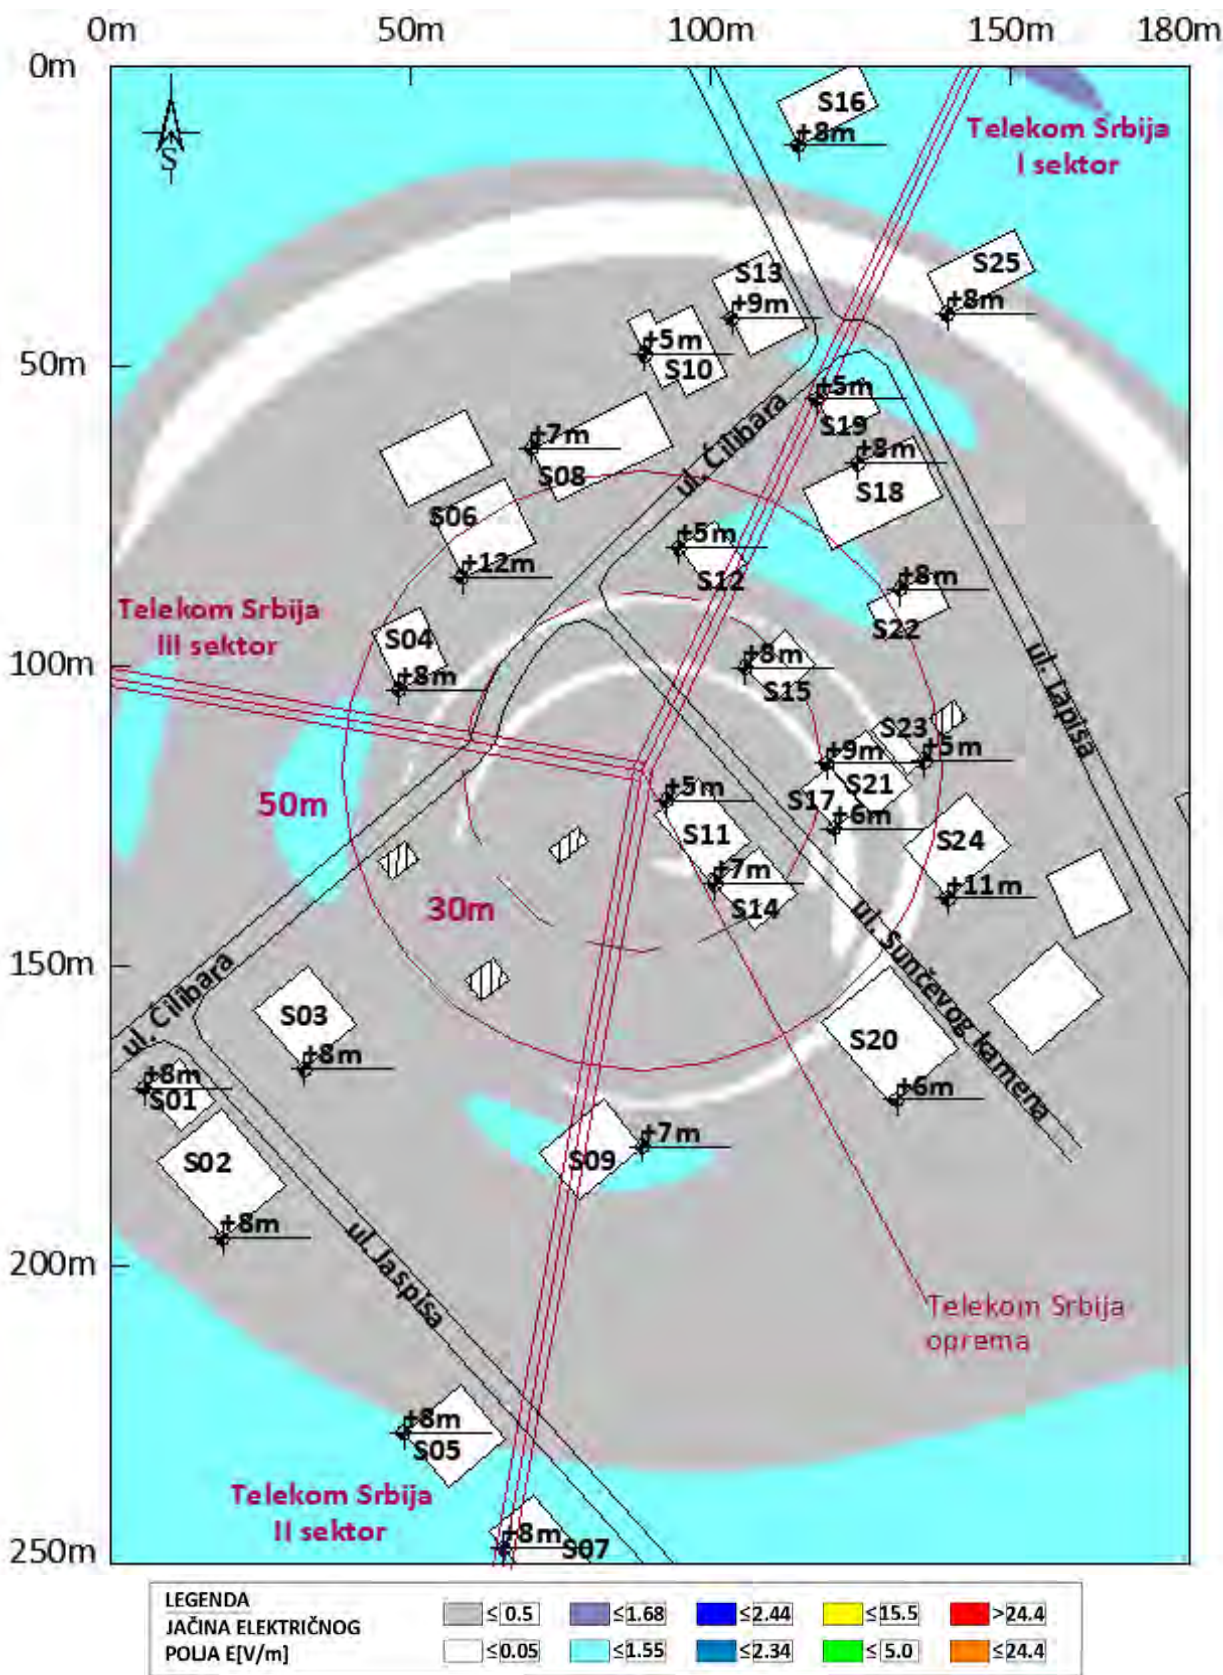 0m 50m 100m 150m 180m
0m
S
S16
+8m
Telekom Srbija
I sektor
S13
+9m
S25
+8m
50m
+5m
S10
+5m
S19
ul. Ćilibara
+7m
S08
+8m
S18
S06
+12m
+5m
S12
+8m
S22
Telekom Srbija
III sektor
100m
S04
+8m
+8m
S15
ul. Lapisa
S23
+9m
+5m
S21
S17
+6m
50m
+5m
S11
S24
+7m
+11m
S14
30m
150m
ul. Ćilibara
ul. Sunčevog kamena
S03
+8m
S20
+6m
+8m
S01
S02
+8m
S09
+7m
200m
ul. Jaspisa
Telekom Srbija
oprema
+8m
S05
Telekom Srbija
II sektor
+8m
S07
250m
LEGENDA
JAČINA ELEKTRIČNOG
POLJA E[V/m]
≤ 0.5 ≤1.68 ≤2.44 ≤15.5 >24.4
≤0.05 ≤1.55 ≤2.34 ≤ 5.0 ≤24.4